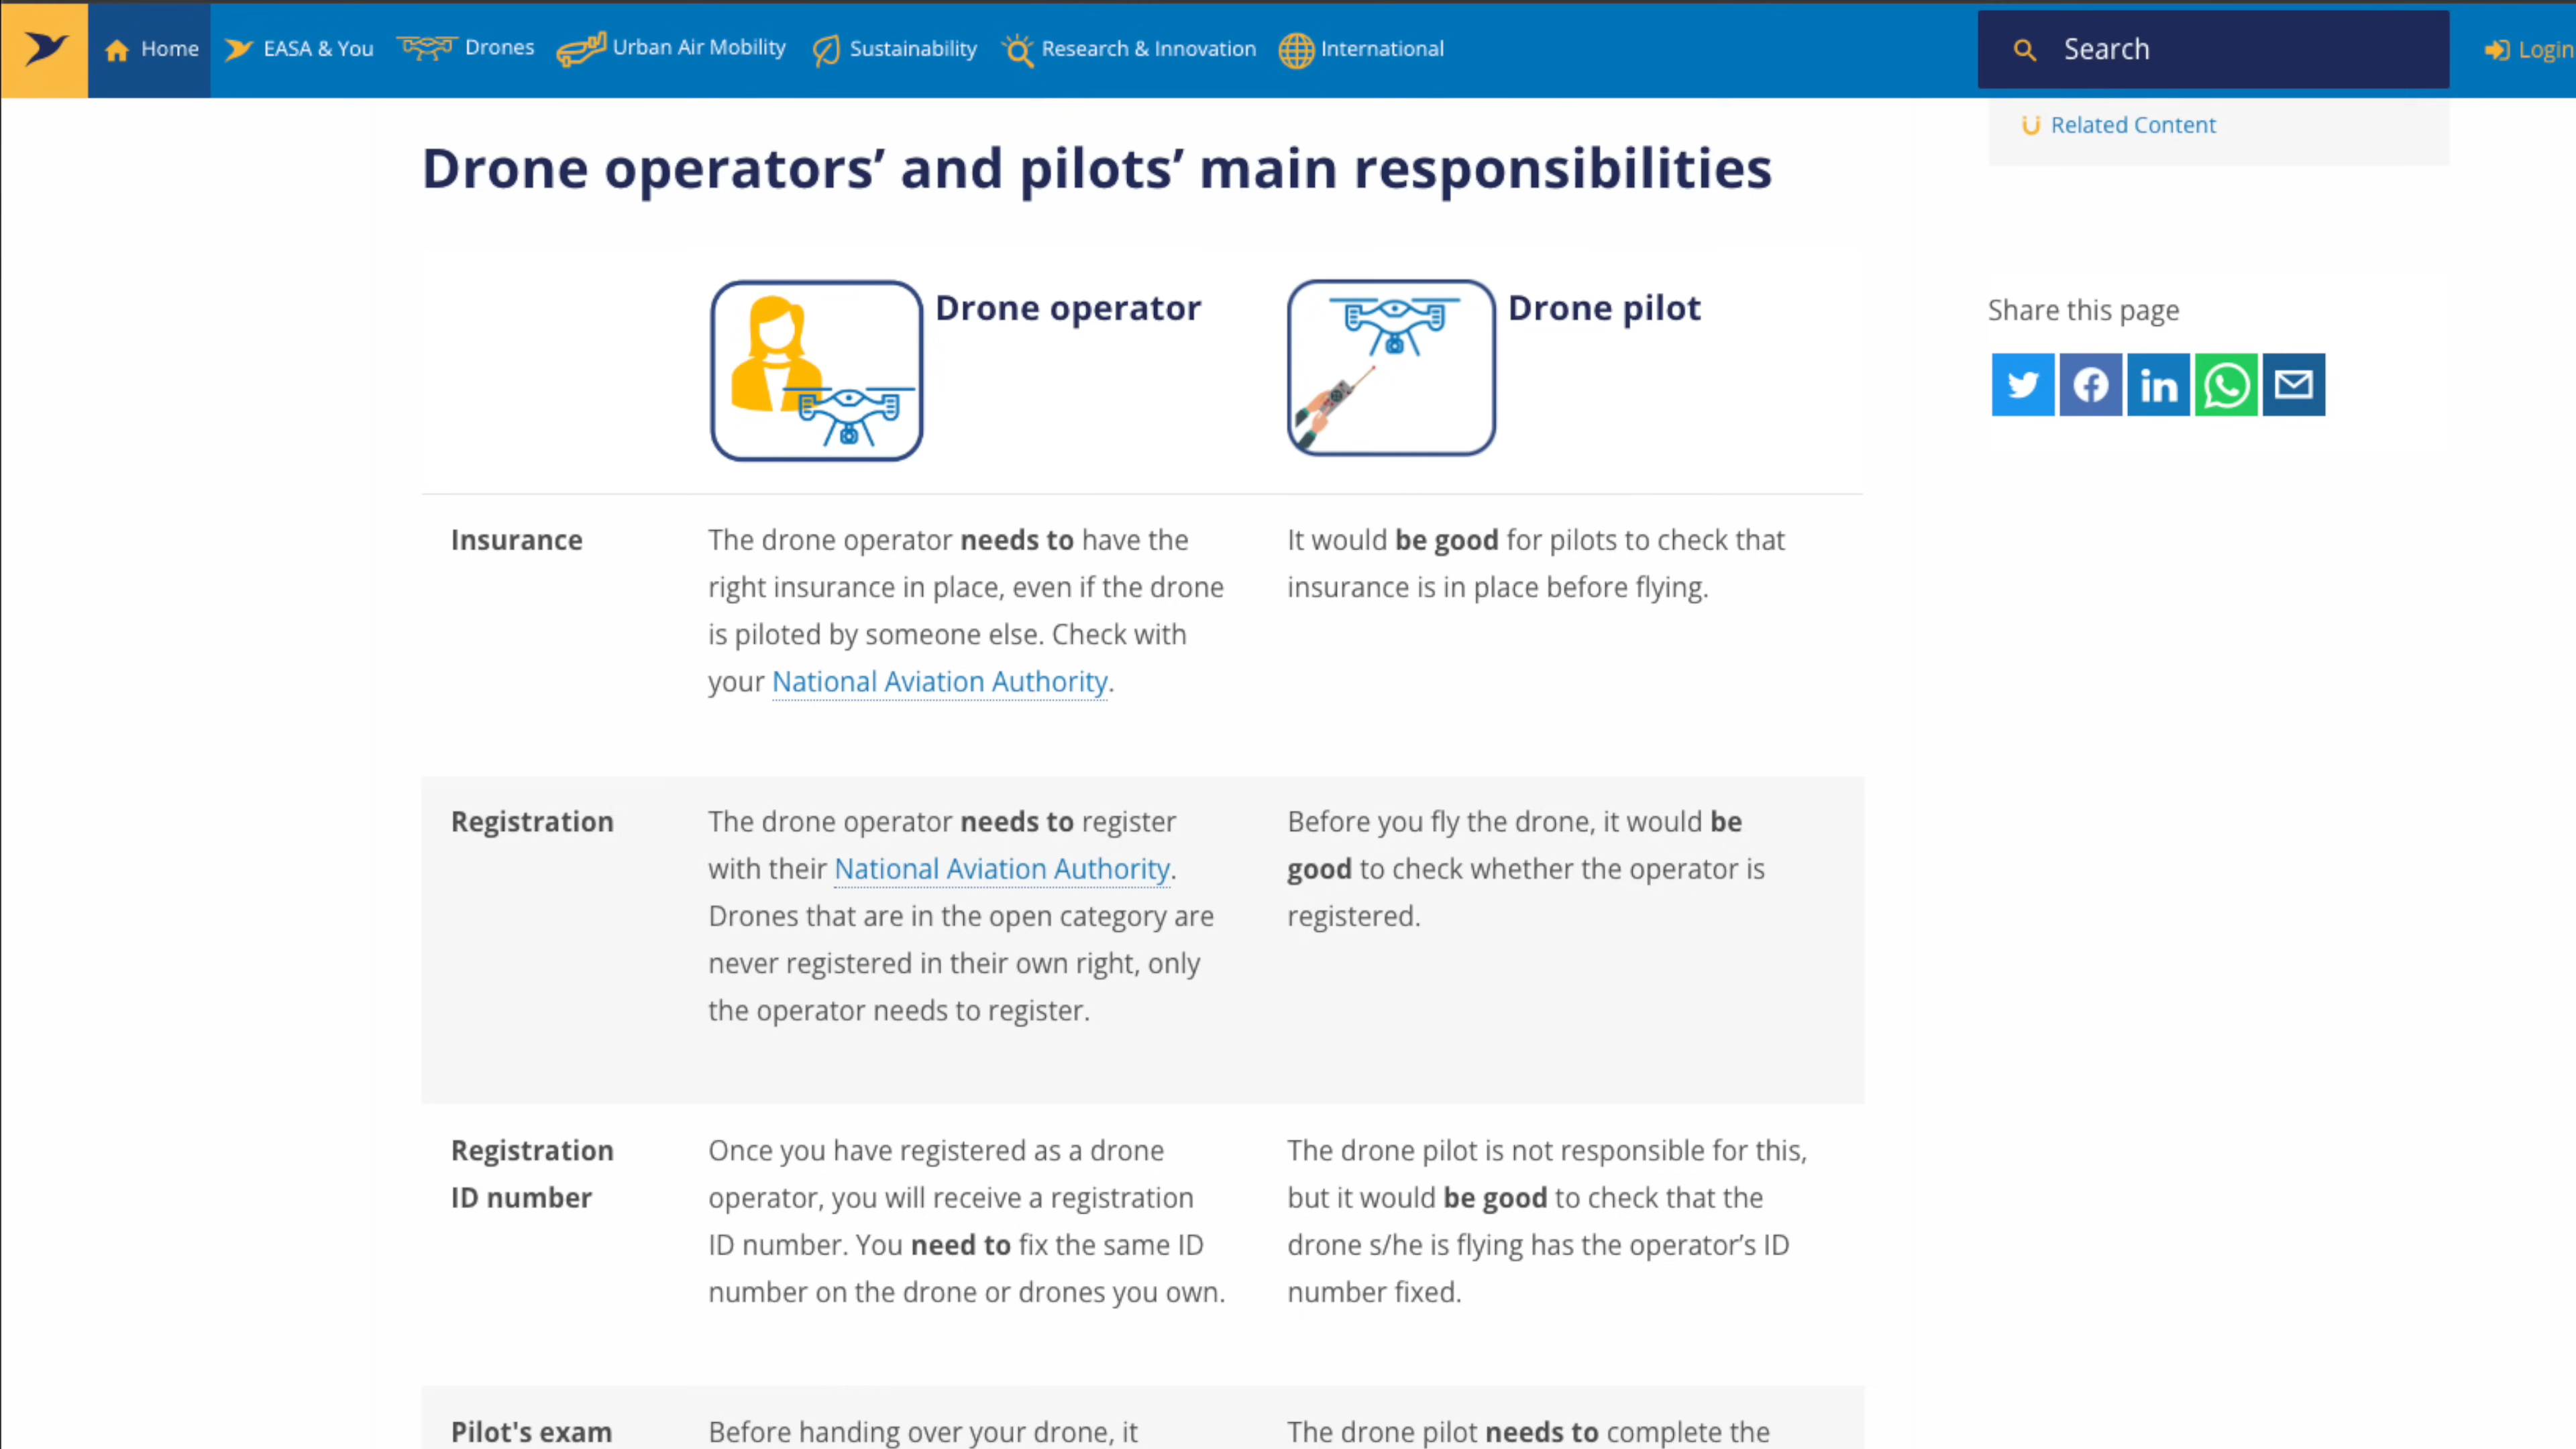 Home EASA & You Drones Urban Air Mobility Sustainability Research & Innovation International Search Login
Related Content
Drone operators’ and pilots’ main responsibilities
Drone operator
Drone pilot
Share this page
Insurance
The drone operator needs to have the
right insurance in place, even if the drone
is piloted by someone else. Check with
your National Aviation Authority.
It would be good for pilots to check that
insurance is in place before flying.
Registration
The drone operator needs to register
with their National Aviation Authority.
Drones that are in the open category are
never registered in their own right, only
the operator needs to register.
Before you fly the drone, it would be
good to check whether the operator is
registered.
Registration
ID number
Once you have registered as a drone
operator, you will receive a registration
ID number. You need to fix the same ID
number on the drone or drones you own.
The drone pilot is not responsible for this,
but it would be good to check that the
drone s/he is flying has the operator’s ID
number fixed.
Pilot's exam
Before handing over your drone, it
The drone pilot needs to complete the